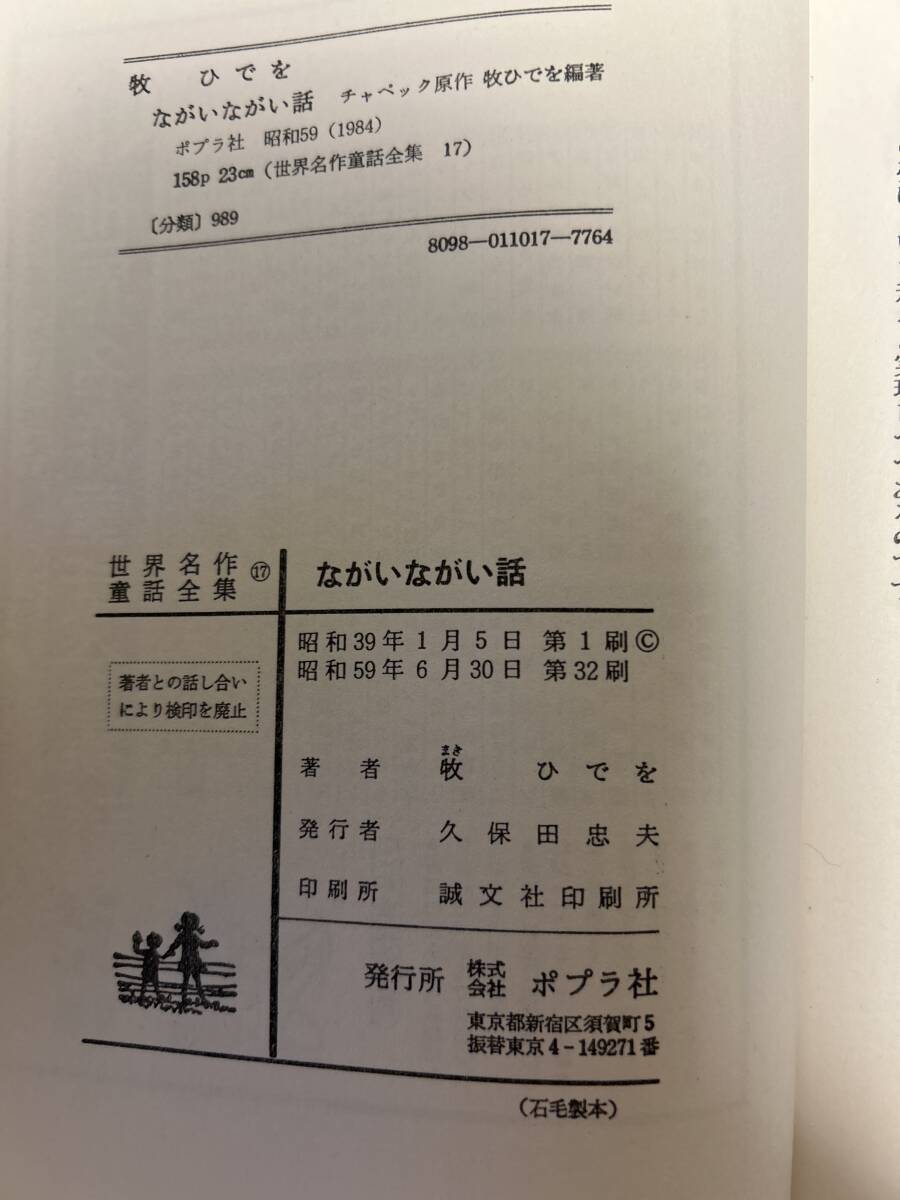 牧 ひでを
ながいながい話 チャペック原作 牧ひでを編著
ポプラ社 昭和59（1984）
158p 23cm（世界名作童話全集 17）
〔分類〕989
8098—011017—7764
世界名作
童話全集 ⑰
ながいながい話
昭和39年1月5日 第1刷©
昭和59年6月30日 第32刷
著者との話し合い
により検印を廃止
まき
著者 牧 ひでを
発行者 久保田忠夫
印刷所 誠文社印刷所
発行所 株式会社 ポプラ社
東京都新宿区須賀町5
振替東京4－149271番
（石毛製本）